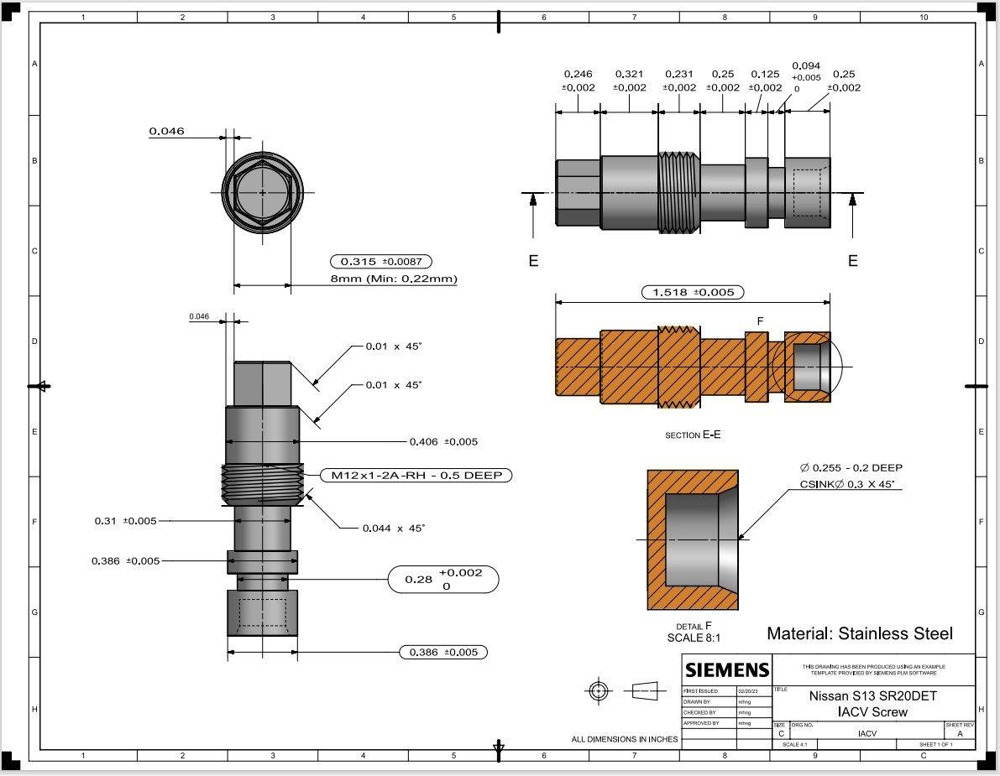 1 2 3 4 5 6 7 8 9 10
A A
B B
C C
D D
E E
F F
G G
H H
0.046
0.315 ±0.0087
8mm (Min: 0.22mm)
0.246
±0.002
0.321
±0.002
0.231
±0.002
0.25
±0.002
0.125
±0.002
0.094
+0.005
0
0.25
±0.002
E E
1.518 ±0.005
F
SECTION E-E
0.046
0.01 x 45°
0.01 x 45°
0.406 ±0.005
M12x1-2A-RH - 0.5 DEEP
0.044 x 45°
0.31 ±0.005
0.386 ±0.005
0.28 +0.002
0
0.386 ±0.005
Ø 0.255 - 0.2 DEEP
CSINKØ 0.3 X 45°
DETAIL F
SCALE 8:1
Material: Stainless Steel
ALL DIMENSIONS IN INCHES
SIEMENS
THIS DRAWING HAS BEEN PRODUCED USING AN EXAMPLE
TEMPLATE PROVIDED BY SIEMENS PLM SOFTWARE
FIRST ISSUED 02/20/23
DRAWN BY mhng
CHECKED BY mhng
APPROVED BY mhng
TITLE
Nissan S13 SR20DET
IACV Screw
SIZE
C
DRG NO.
IACV
SHEET REV
A
SCALE 4:1
SHEET 1 OF 1
1 2 3 4 5 6 7 8 9 C